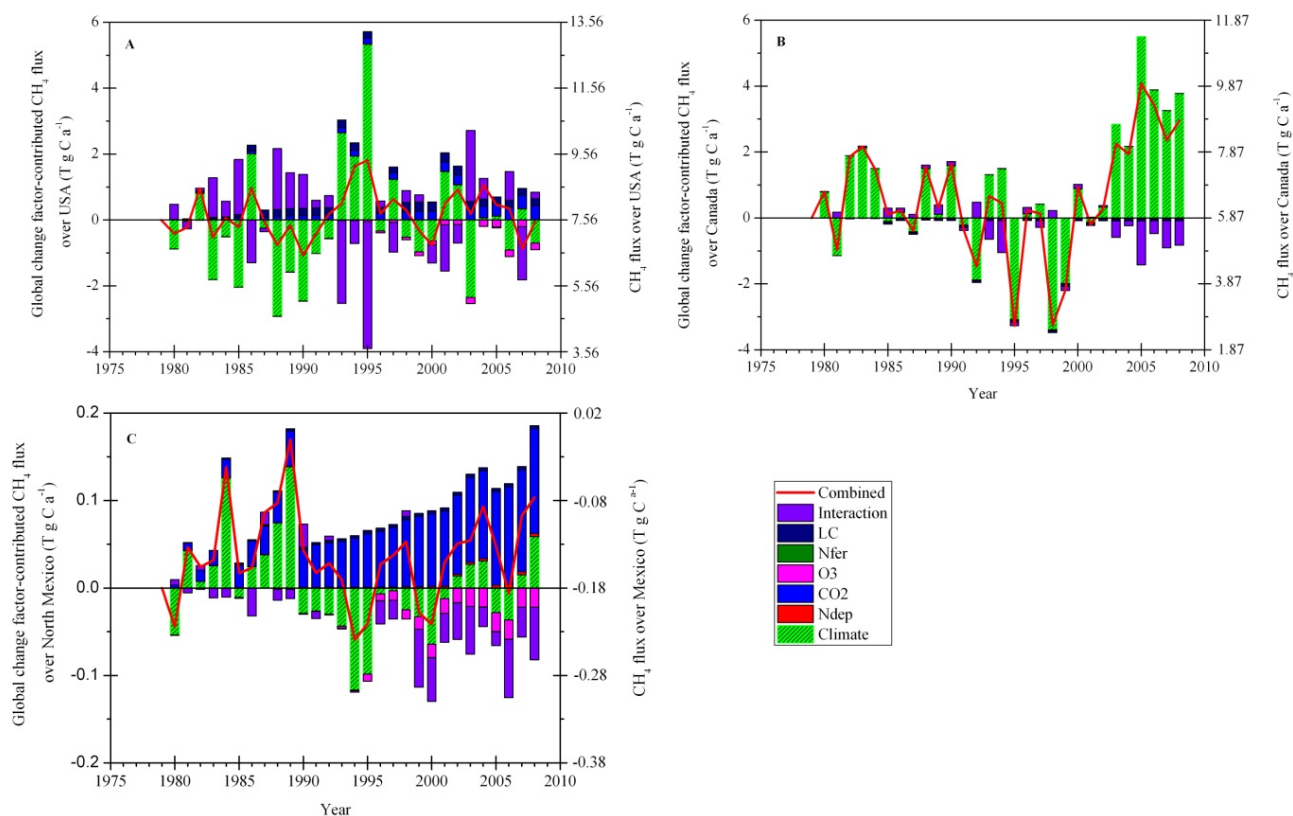 A
6
4
2
0
-2
-4
13.56
11.56
9.56
7.56
5.56
3.56
1975 1980 1985 1990 1995 2000 2005 2010
Global change factor-contributed CH4 flux
over USA (T g C a-1)
CH4 flux over USA (T g C a-1)
B
6
4
2
0
-2
-4
11.87
9.87
7.87
5.87
3.87
1.87
1975 1980 1985 1990 1995 2000 2005 2010
Year
Global change factor-contributed CH4 flux
over Canada (T g C a-1)
CH4 flux over Canada (T g C a-1)
C
0.2
0.1
0.0
-0.1
-0.2
0.02
-0.08
-0.18
-0.28
-0.38
1975 1980 1985 1990 1995 2000 2005 2010
Year
Global change factor-contributed CH4 flux
over North Mexico (T g C a-1)
CH4 flux over Mexico (T g C a-1)
Combined
Interaction
LC
Nfer
O3
CO2
Ndep
Climate